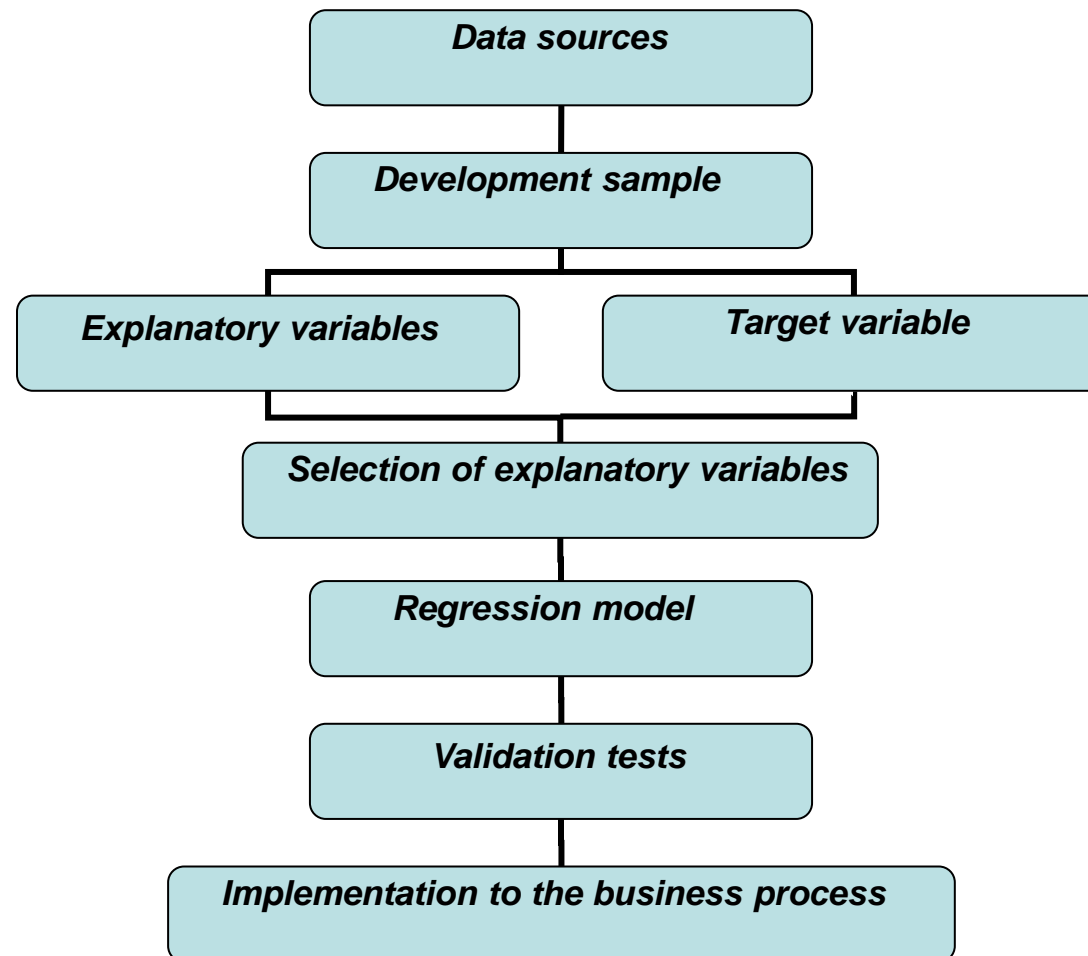 Data sources
Development sample
Explanatory variables
Target variable
Selection of explanatory variables
Regression model
Validation tests
Implementation to the business process